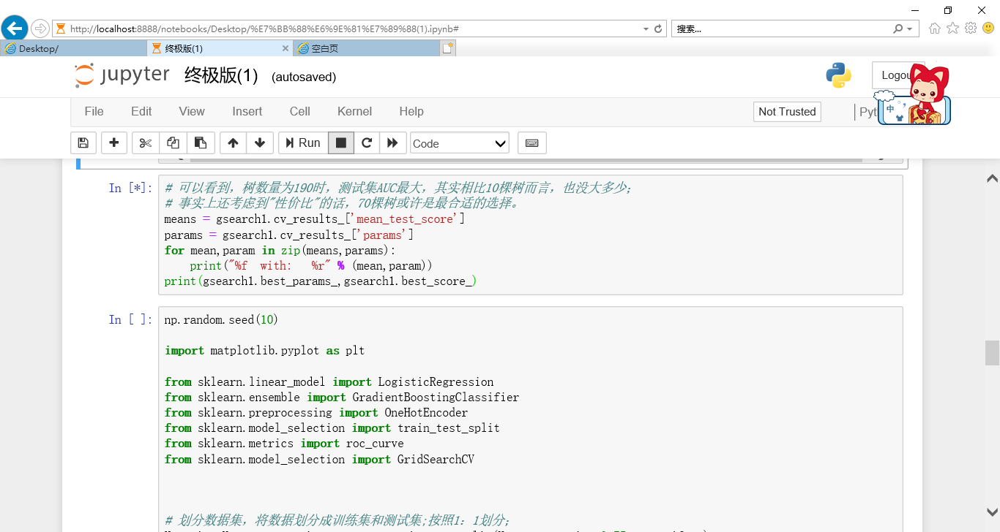 http://localhost:8888/notebooks/Desktop/%E7%BB%88%E6%9E%81%E7%89%88(1).ipynb#
搜索...
Desktop/
终极版(1)
空白页
jupyter 终极版(1) (autosaved)
Logou
File Edit View Insert Cell Kernel Help
Not Trusted
Pyt
中
Run
Code
In [*]:
# 可以看到，树数量为190时，测试集AUC最大，其实相比10棵树而言，也没大多少；
# 事实上还考虑到"性价比"的话，70棵树或许是最合适的选择。
means = gsearch1.cv_results_['mean_test_score']
params = gsearch1.cv_results_['params']
for mean,param in zip(means,params):
    print("%f  with:   %r" % (mean,param))
print(gsearch1.best_params_,gsearch1.best_score_)
In [ ]:
np.random.seed(10)
import matplotlib.pyplot as plt
from sklearn.linear_model import LogisticRegression
from sklearn.ensemble import GradientBoostingClassifier
from sklearn.preprocessing import OneHotEncoder
from sklearn.model_selection import train_test_split
from sklearn.metrics import roc_curve
from sklearn.model_selection import GridSearchCV
# 划分数据集，将数据划分成训练集和测试集;按照1：1划分；